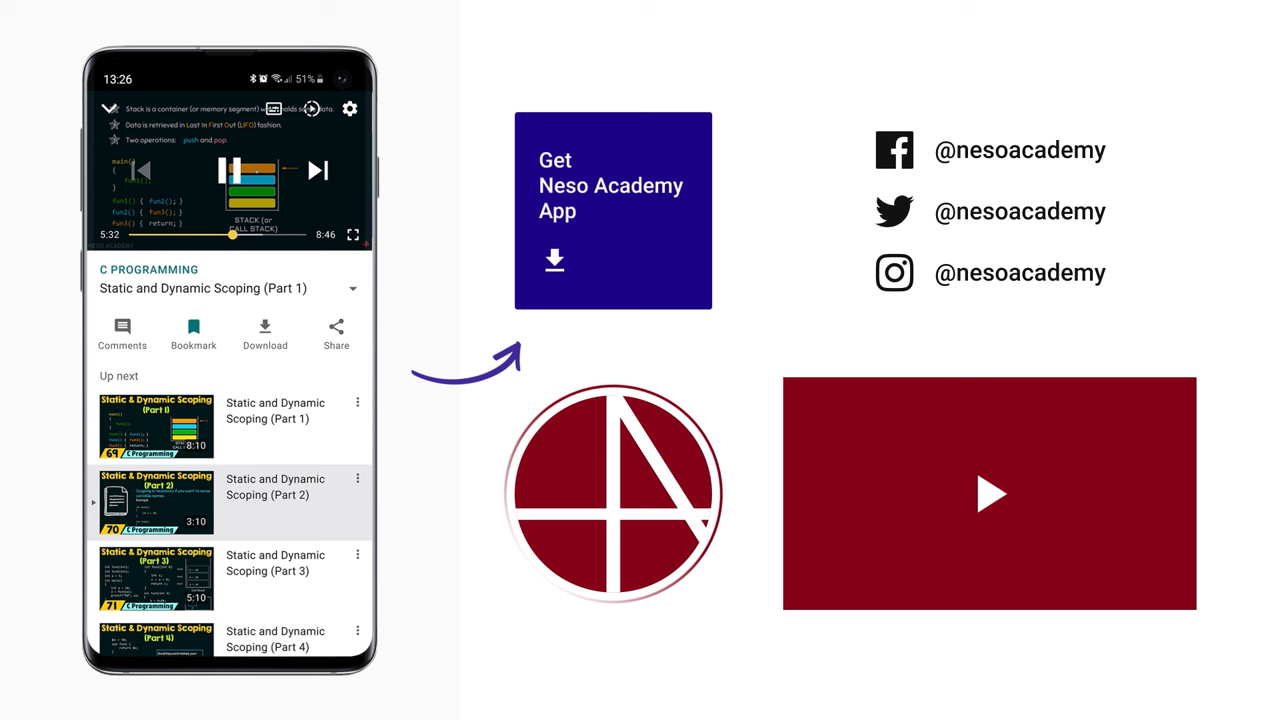 13:26
51%
Stack is a container (or memory segment) w holds s data.
Data is retrieved in Last In First Out (LIFO) fashion.
Two operations: push and pop.
main()
{
fun1();
}
fun1() { fun2(); }
fun2() { fun3(); }
fun3() { return; }
STACK (or
CALL STACK)
5:32
8:46
NESO ACADEMY
C PROGRAMMING
Static and Dynamic Scoping (Part 1)
Comments
Bookmark
Download
Share
Up next
Static & Dynamic Scoping
(Part 1)
8:10
69
C Programming
Static and Dynamic
Scoping (Part 1)
Static & Dynamic Scoping
(Part 2)
3:10
70
C Programming
Static and Dynamic
Scoping (Part 2)
Static & Dynamic Scoping
(Part 3)
5:10
71
C Programming
Static and Dynamic
Scoping (Part 3)
Static & Dynamic Scoping
(Part 4)
Static and Dynamic
Scoping (Part 4)
Get
Neso Academy
App
@nesoacademy
@nesoacademy
@nesoacademy